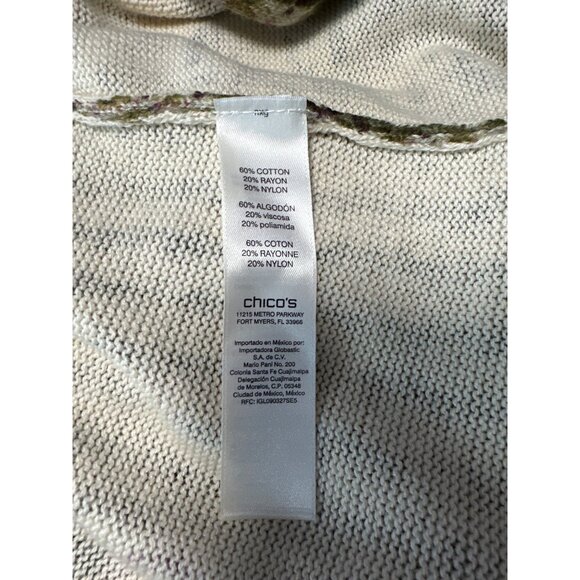 60% COTTON
20% RAYON
20% NYLON
60% ALGODÓN
20% viscosa
20% poliamida
60% COTON
20% RAYONNE
20% NYLON
chico's
11215 METRO PARKWAY
FORT MYERS, FL 33966
Importado en México por:
Importadora Globastic
S.A. de C.V.
Mario Pani No. 200
Colonia Santa Fe Cuajimalpa
Delegación Cuajimalpa
de Morelos, C.P. 05348
Ciudad de México, México
RFC: IGL090327SE5